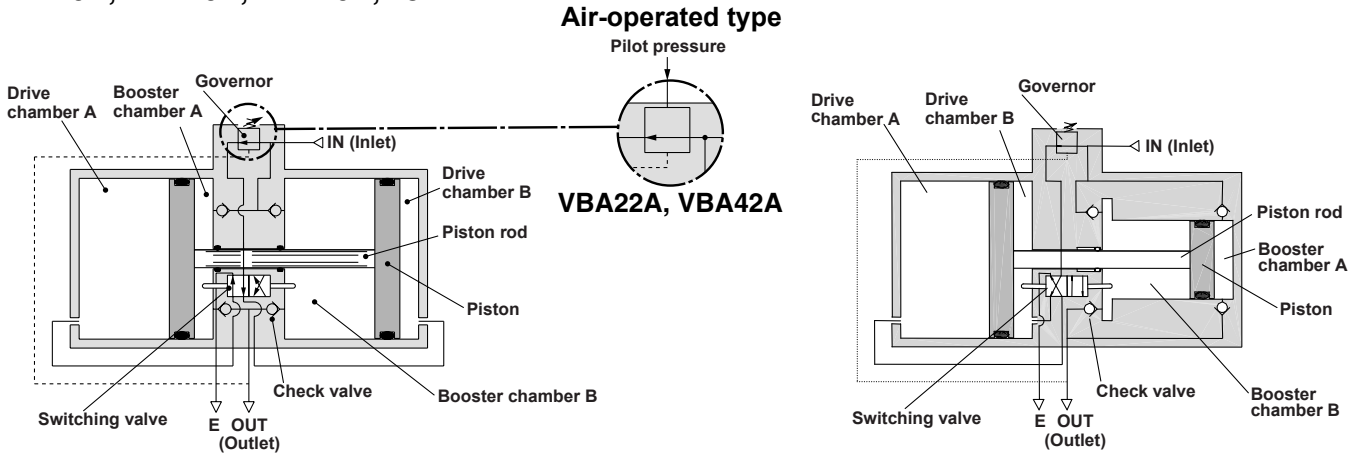 Air-operated type
Pilot pressure
VBA22A, VBA42A
Governor
Drive
chamber A
Booster
chamber A
IN (Inlet)
Drive
chamber B
Piston rod
Piston
Booster chamber B
Check valve
Switching valve
E
OUT
(Outlet)
Governor
Drive
chamber A
Drive
chamber B
IN (Inlet)
Piston rod
Booster
chamber A
Piston
Booster
chamber B
Check valve
Switching valve
E
OUT
(Outlet)